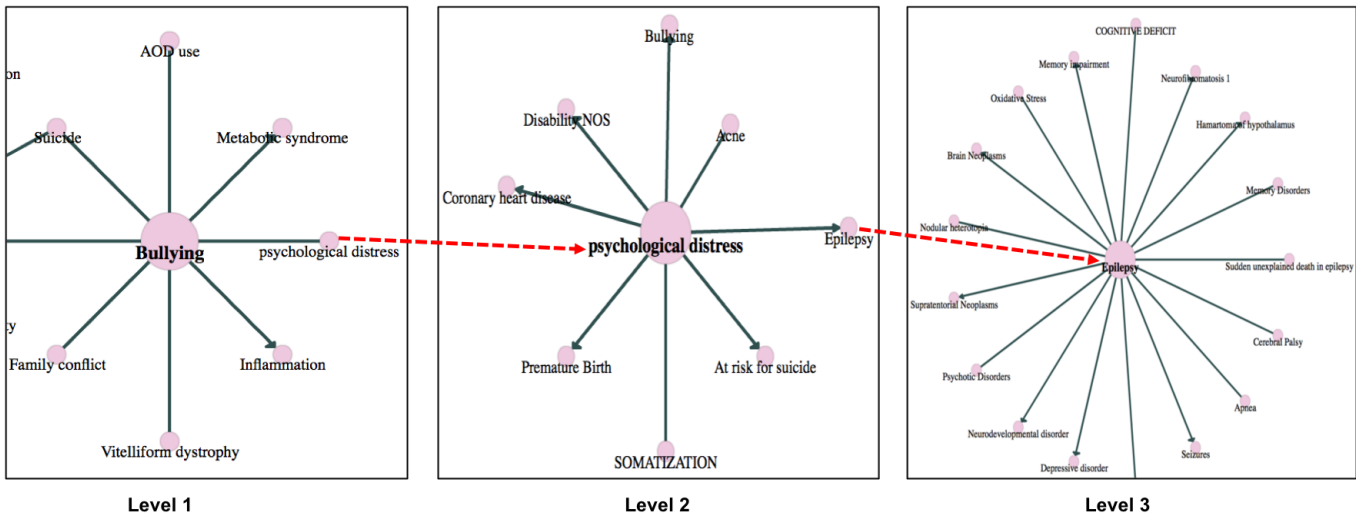 AOD use
on
Suicide
Metabolic syndrome
Bullying
psychological distress
ty
Family conflict
Inflammation
Vitelliform dystrophy
Level 1
Bullying
Disability NOS
Acne
Coronary heart disease
psychological distress
Epilepsy
Premature Birth
At risk for suicide
SOMATIZATION
Level 2
COGNITIVE DEFICIT
Memory impairment
Neurofibromatosis 1
Oxidative Stress
Hamartoma of hypothalamus
Brain Neoplasms
Memory Disorders
Nodular heterotopia
Epilepsy
Sudden unexplained death in epilepsy
Supratentorial Neoplasms
Cerebral Palsy
Psychotic Disorders
Apnea
Neurodevelopmental disorder
Seizures
Depressive disorder
Level 3